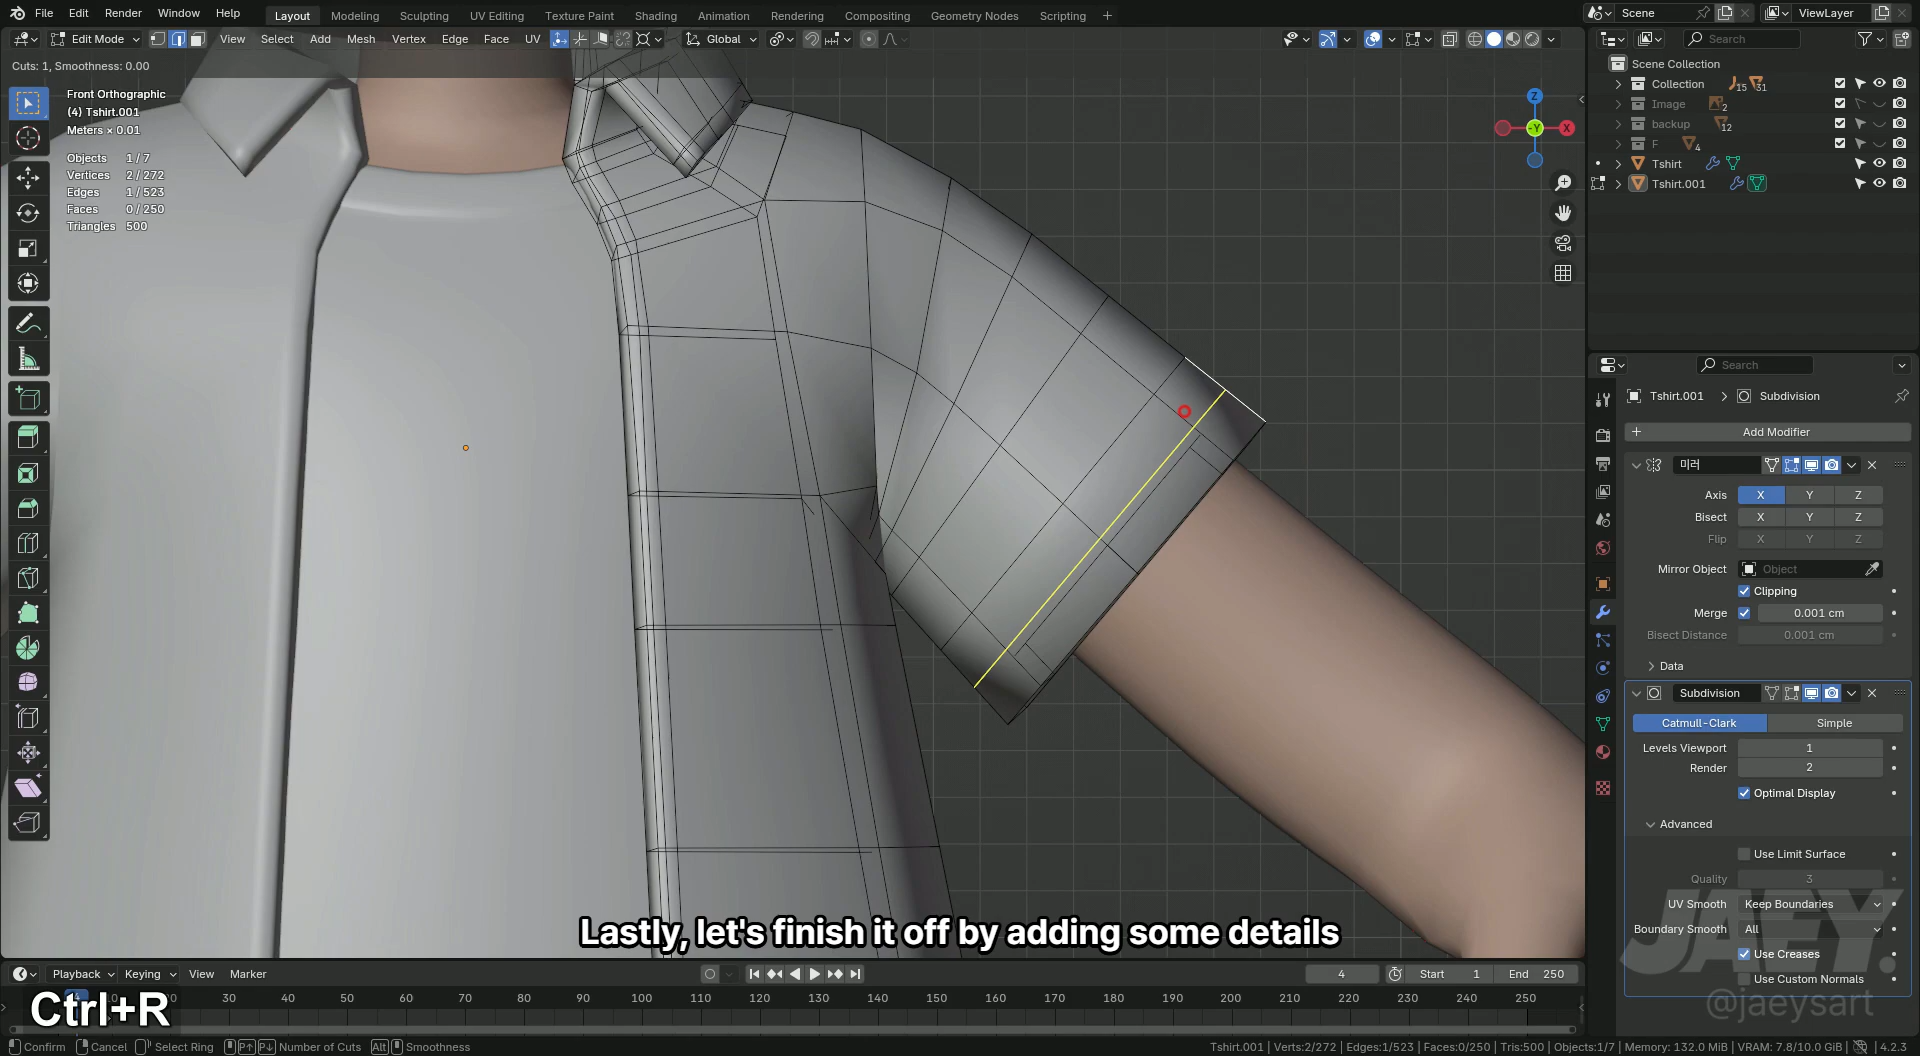 File Edit Render Window Help Layout Modeling Sculpting UV Editing Texture Paint Shading Animation Rendering Compositing Geometry Nodes Scripting + Scene ViewLayer
Edit Mode View Select Add Mesh Vertex Edge Face UV Global Search
Cuts: 1, Smoothness: 0.00
Front Orthographic
(4) Tshirt.001
Meters × 0.01
Objects 1 / 7
Vertices 2 / 272
Edges 1 / 523
Faces 0 / 250
Triangles 500
Z
-Y
X
Scene Collection
Collection 15 31
Image 2
backup 12
F 4
Tshirt
Tshirt.001
Search
Tshirt.001 > Subdivision
+ Add Modifier
미러
Axis X Y Z
Bisect X Y Z
Flip X Y Z
Mirror Object Object
Clipping
Merge 0.001 cm
Bisect Distance 0.001 cm
Data
Subdivision
Catmull-Clark Simple
Levels Viewport 1
Render 2
Optimal Display
Advanced
Use Limit Surface
Quality 3
UV Smooth Keep Boundaries
Boundary Smooth All
Use Creases
Use Custom Normals
JAEY.
@jaeysart
Lastly, let's finish it off by adding some details
Playback Keying View Marker 4 Start 1 End 250
20 30 40 50 60 70 80 90 100 110 120 130 140 150 160 170 180 190 200 210 220 230 240 250
Ctrl+R
Confirm Cancel Select Ring P↑ P↓ Number of Cuts Alt Smoothness Tshirt.001 | Verts:2/272 | Edges:1/523 | Faces:0/250 | Tris:500 | Objects:1/7 | Memory: 132.0 MiB | VRAM: 7.8/10.0 GiB | 4.2.3